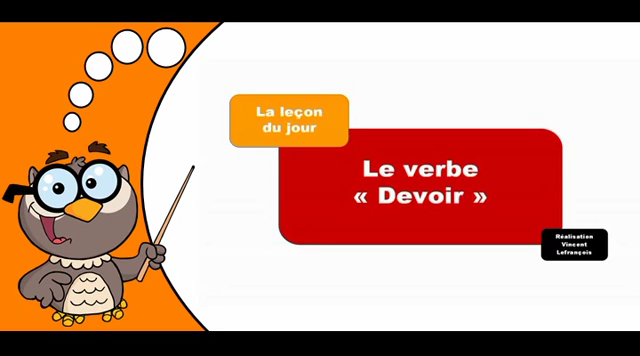 La leçon
du jour
Le verbe
« Devoir »
Réalisation
Vincent
Lefrançois